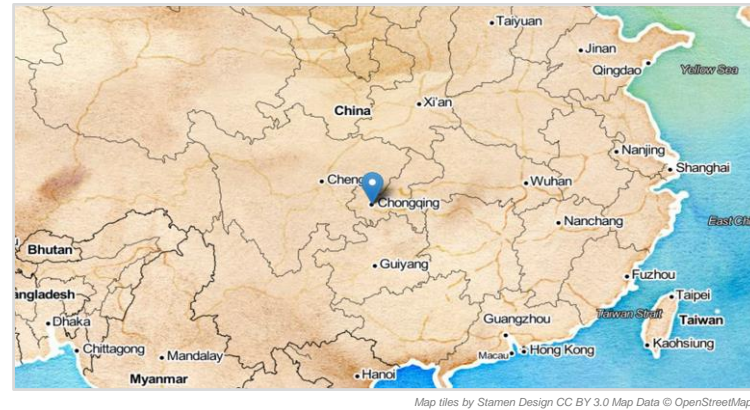 Taiyuan
Jinan
Qingdao
Yellow Sea
China
Xi'an
Nanjing
Shanghai
Cheng
Wuhan
Chongqing
Nanchang
East Ch
Bhutan
Guiyang
Fuzhou
angladesh
Taipei
Taiwan Strait
Taiwan
Dhaka
Guangzhou
Kaohsiung
Chittagong
Mandalay
Macau
Hong Kong
Myanmar
Hanoi
Map tiles by Stamen Design CC BY 3.0 Map Data © OpenStreetMap